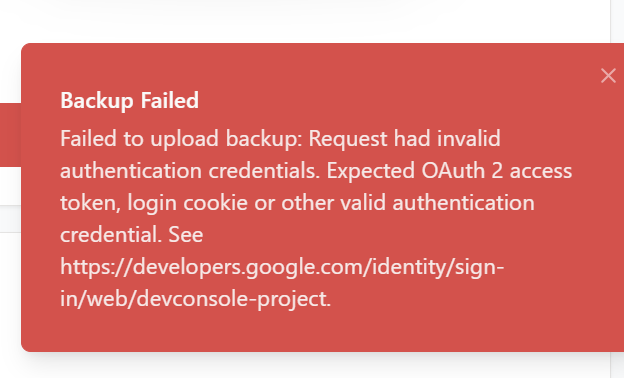 Backup Failed
Failed to upload backup: Request had invalid
authentication credentials. Expected OAuth 2 access
token, login cookie or other valid authentication
credential. See
https://developers.google.com/identity/sign-
in/web/devconsole-project.